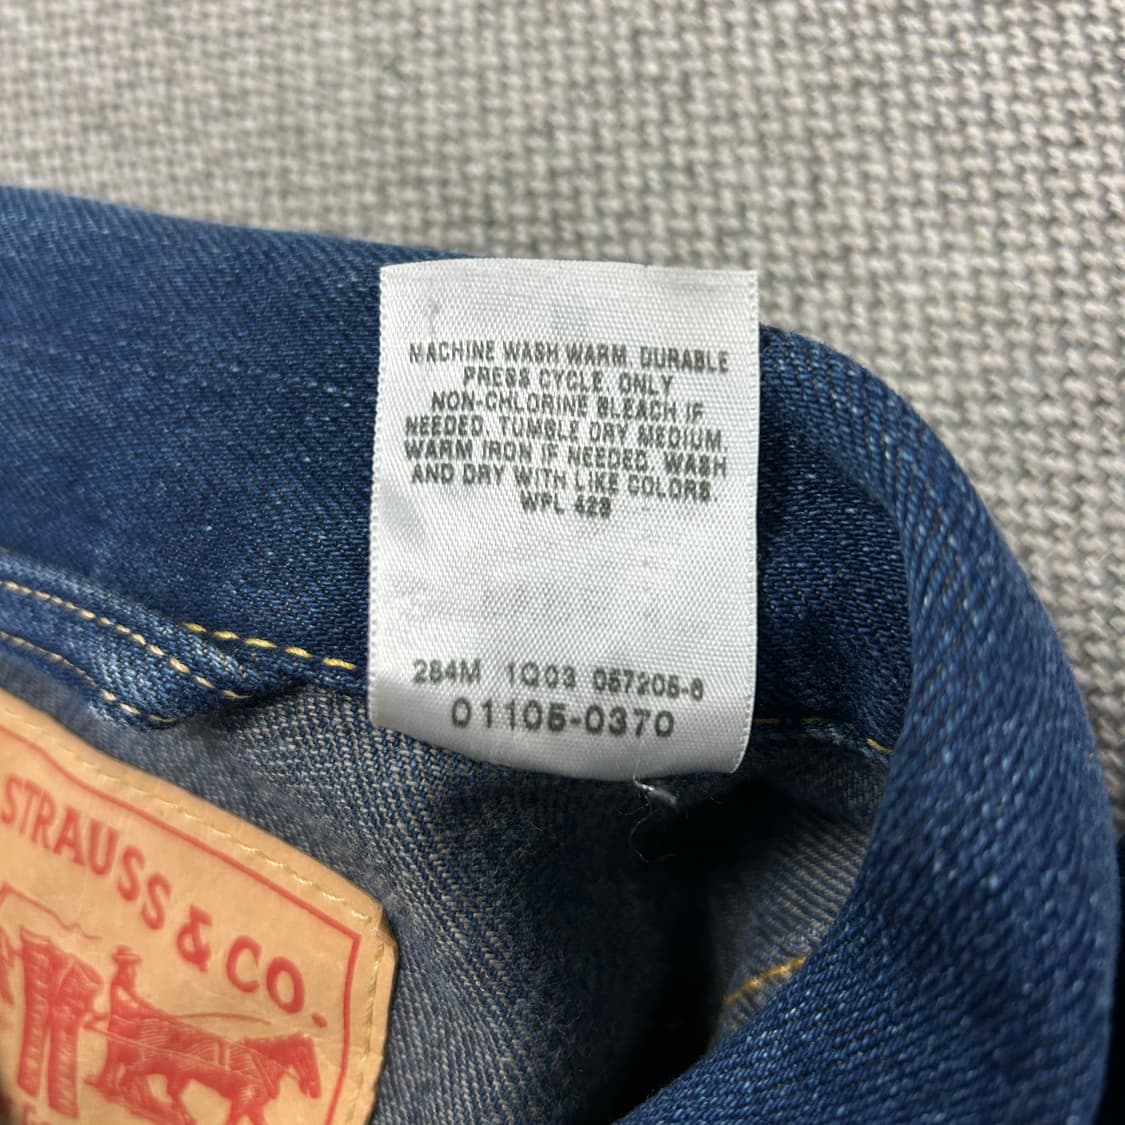 MACHINE WASH WARM. DURABLE
PRESS CYCLE. ONLY
NON-CHLORINE BLEACH IF
NEEDED. TUMBLE DRY MEDIUM.
WARM IRON IF NEEDED. WASH
AND DRY WITH LIKE COLORS.
WPL 423
284M 1Q03 057205-6
01105-0370
STRAUSS & CO.